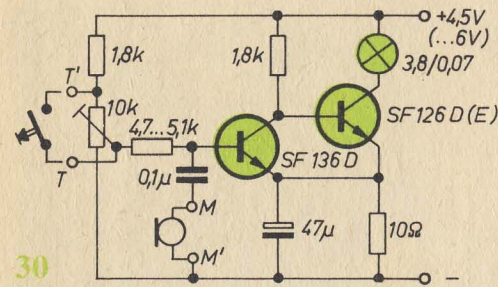 +4,5V
(...6V)
1,8k
1,8k
3,8/0,07
T'
10k
4,7...5,1k
SF 126 D (E)
T
SF 136 D
0,1µ
M
47µ
10Ω
M'
30
−